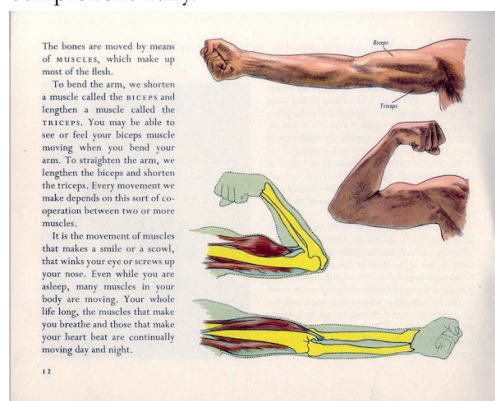 The bones are moved by means
of MUSCLES, which make up
most of the flesh.
To bend the arm, we shorten
a muscle called the BICEPS and
lengthen a muscle called the
TRICEPS. You may be able to
see or feel your biceps muscle
moving when you bend your
arm. To straighten the arm, we
lengthen the biceps and shorten
the triceps. Every movement we
make depends on this sort of co-
operation between two or more
muscles.
It is the movement of muscles
that makes a smile or a scowl,
that winks your eye or screws up
your nose. Even while you are
asleep, many muscles in your
body are moving. Your whole
life long, the muscles that make
you breathe and those that make
your heart beat are continually
moving day and night.
12
Biceps
Triceps